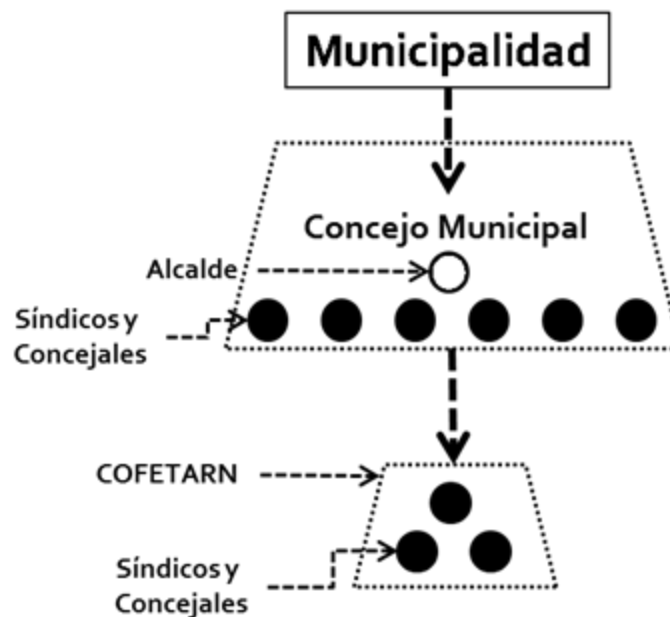 Municipalidad
Concejo Municipal
Alcalde
Síndicos y
Concejales
COFETARN
Síndicos y
Concejales